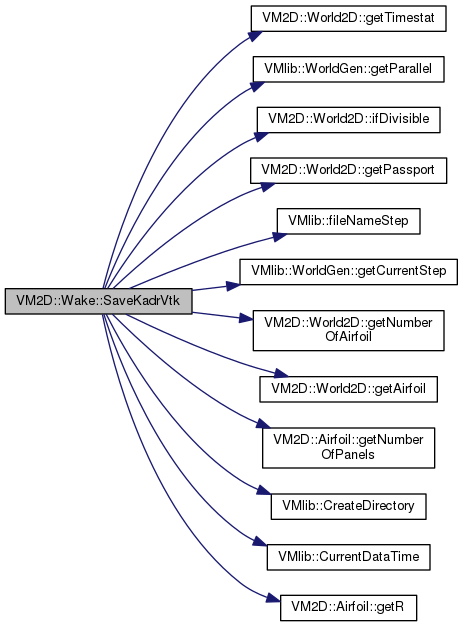 VM2D::World2D::getTimestat
VMlib::WorldGen::getParallel
VM2D::World2D::ifDivisible
VM2D::World2D::getPassport
VMlib::fileNameStep
VMlib::WorldGen::getCurrentStep
VM2D::Wake::SaveKadrVtk
VM2D::World2D::getNumber
OfAirfoil
VM2D::World2D::getAirfoil
VM2D::Airfoil::getNumber
OfPanels
VMlib::CreateDirectory
VMlib::CurrentDataTime
VM2D::Airfoil::getR